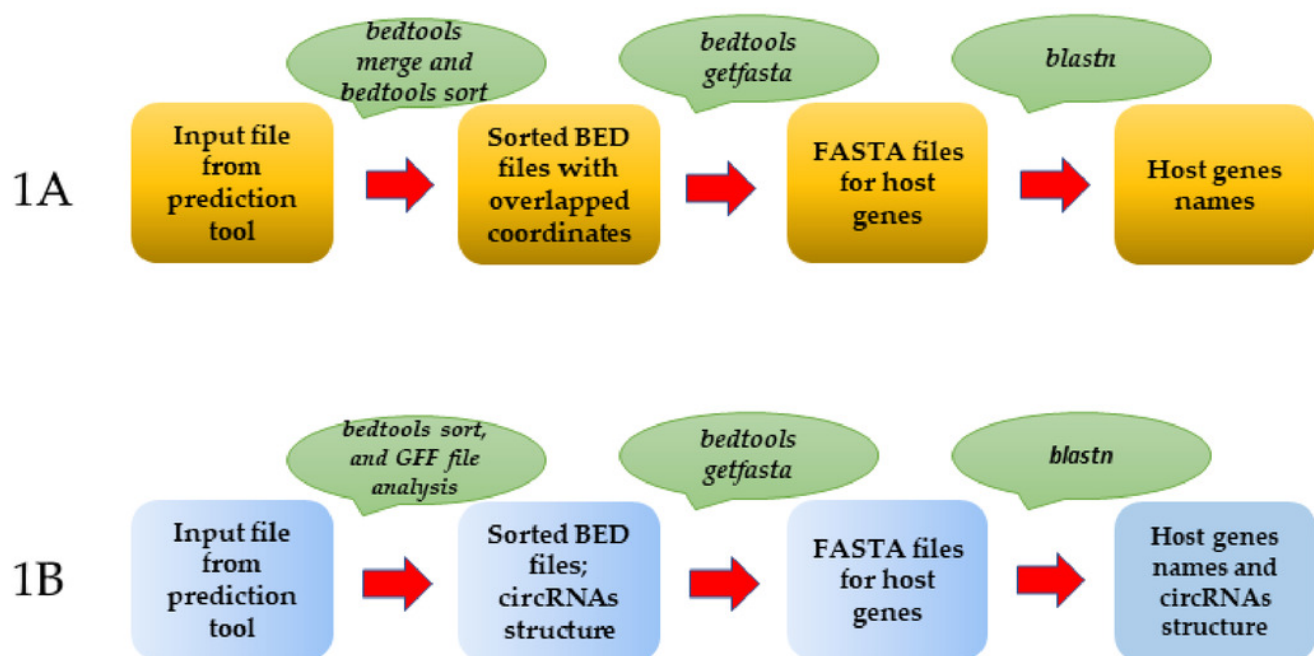 bedtools
merge and
bedtools sort
bedtools
getfasta
blastn
1A
Input file
from
prediction
tool
Sorted BED
files with
overlapped
coordinates
FASTA files
for host
genes
Host genes
names
bedtools sort,
and GFF file
analysis
bedtools
getfasta
blastn
1B
Input file
from
prediction
tool
Sorted BED
files;
circRNAs
structure
FASTA files
for host
genes
Host genes
names and
circRNAs
structure